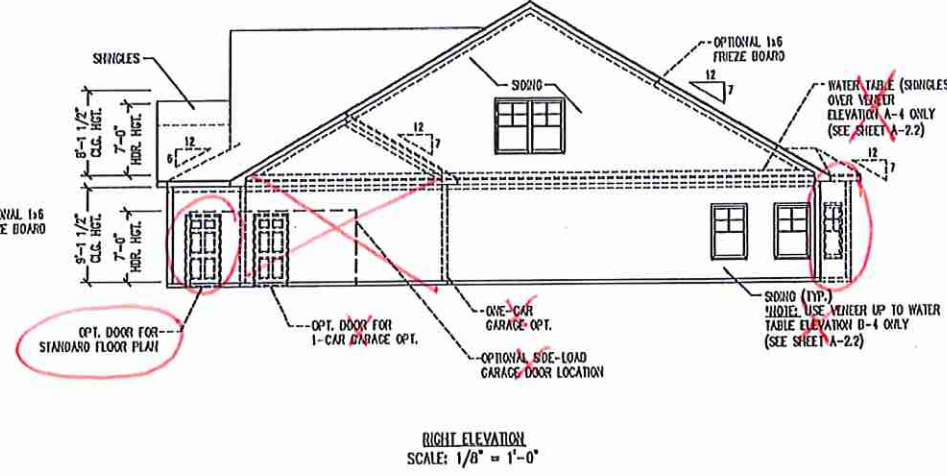 SHINGLES
8'-1 1/2"
CLG. HGT.
7'-0"
HDR. HGT.
12
6
9'-1 1/2"
CLG. HGT.
7'-0"
HDR. HGT.
1x6
BOARD
OPT. DOOR FOR
STANDARD FLOOR PLAN
OPT. DOOR FOR
1-CAR GARAGE OPT.
ONE-CAR
GARAGE OPT.
OPTIONAL SIDE-LOAD
GARAGE DOOR LOCATION
12
7
SIDING
OPTIONAL 1x6
FRIEZE BOARD
12
7
WATER TABLE (SHINGLES
OVER VENEER
ELEVATION A-4 ONLY
(SEE SHEET A-2.2)
12
7
SIDING (TYP.)
NOTE: USE VENEER UP TO WATER
TABLE ELEVATION B-4 ONLY
(SEE SHEET A-2.2)
RIGHT ELEVATION
SCALE: 1/8" = 1'-0"